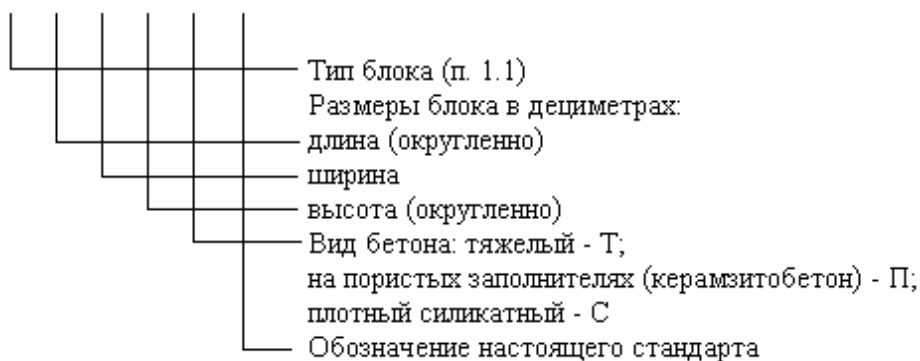 Тип блока (п. 1.1)
Размеры блока в дециметрах:
длина (округленно)
ширина
высота (округленно)
Вид бетона: тяжелый - Т;
на пористых заполнителях (керамзитобетон) - П;
плотный силикатный - С
Обозначение настоящего стандарта